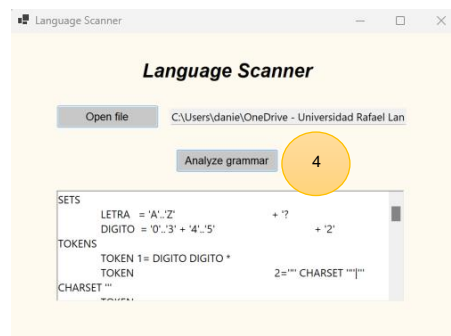 Language Scanner
Language Scanner
Open file C:\Users\danie\OneDrive - Universidad Rafael Lan
Analyze grammar 4
SETS
LETRA = 'A'..'Z' + '?
DIGITO = '0'..'3' + '4'..'5' + '2'
TOKENS
TOKEN 1= DIGITO DIGITO *
TOKEN 2='"' CHARSET '"'|'''
CHARSET '''
TOKEN